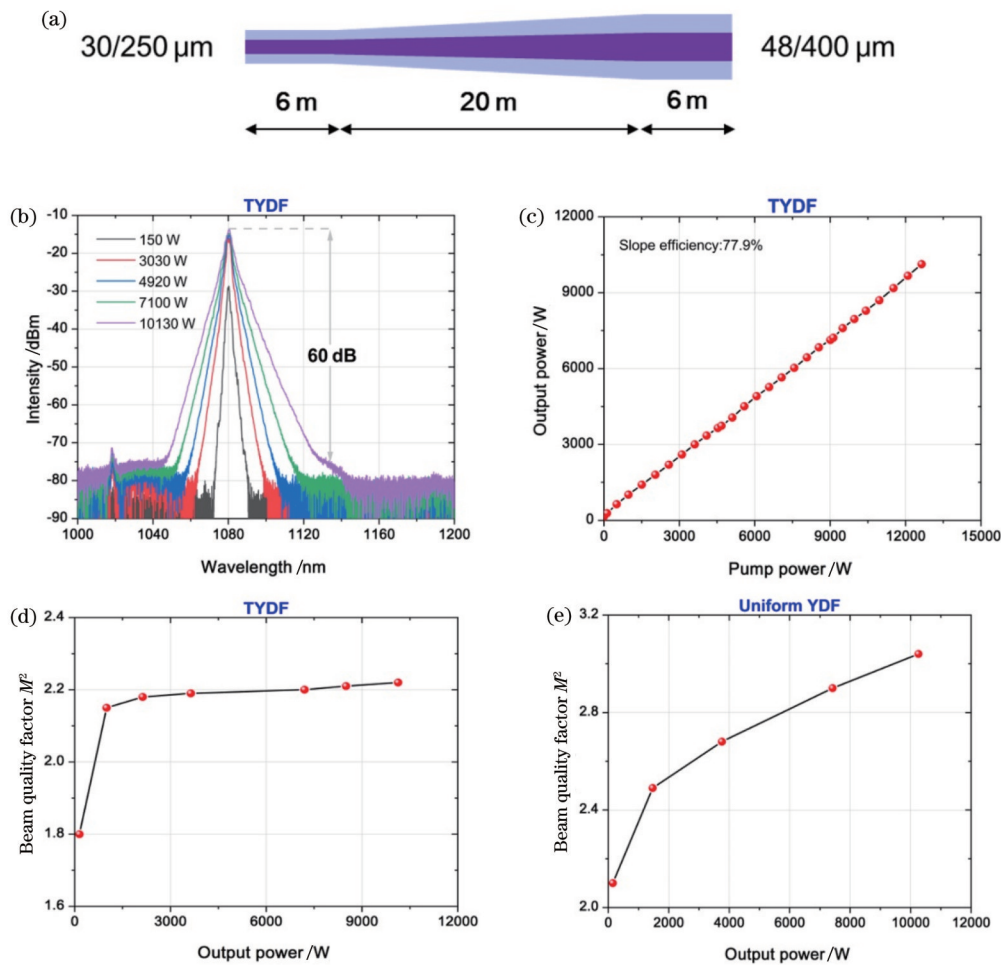 (a)
30/250 μm
48/400 μm
6 m
20 m
6 m
(b)
TYDF
-10
-20
-30
-40
-50
-60
-70
-80
-90
150 W
3030 W
4920 W
7100 W
10130 W
60 dB
Intensity /dBm
1000
1040
1080
1120
1160
1200
Wavelength /nm
(c)
TYDF
Slope efficiency:77.9%
12000
9000
6000
3000
0
Output power /W
0
3000
6000
9000
12000
15000
Pump power /W
(d)
TYDF
2.4
2.2
2.0
1.8
1.6
Beam quality factor M²
0
3000
6000
9000
12000
Output power /W
(e)
Uniform YDF
3.2
2.8
2.4
2.0
Beam quality factor M²
0
2000
4000
6000
8000
10000
12000
Output power /W